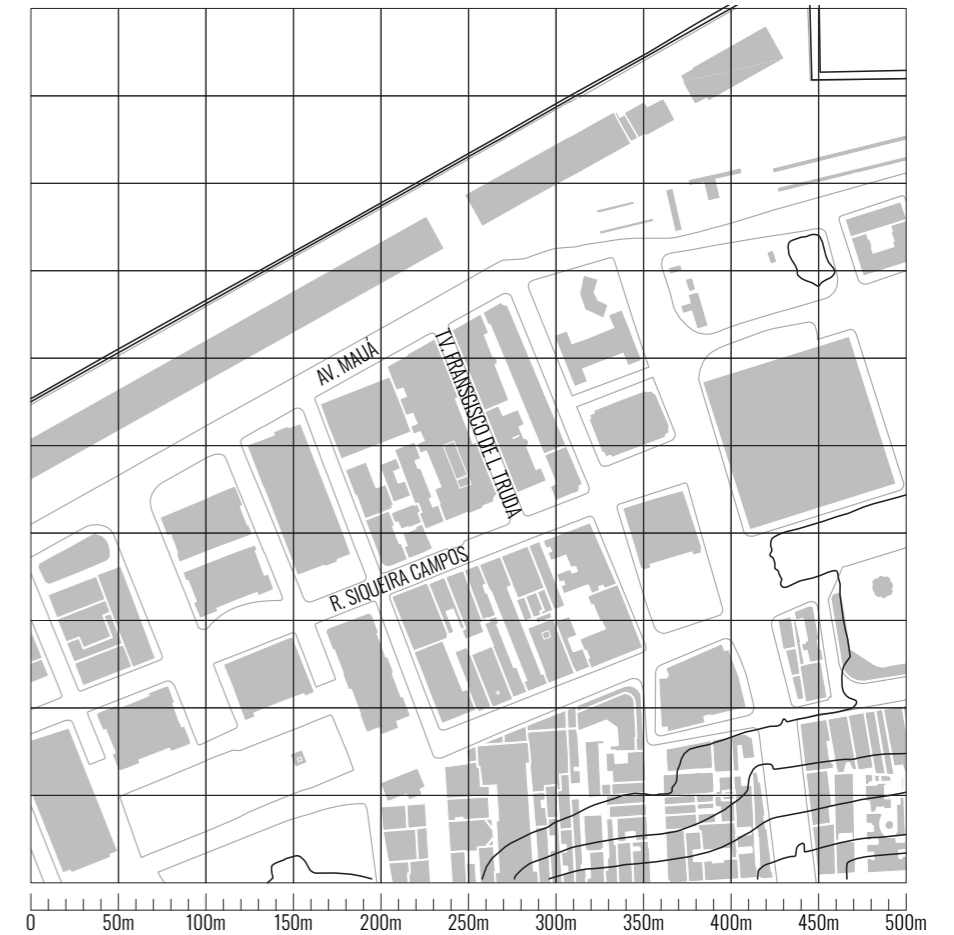 AV. MAUÁ
TV. FRANSCISCO DE L. TRUDA
R. SIQUEIRA CAMPOS
0 50m 100m 150m 200m 250m 300m 350m 400m 450m 500m